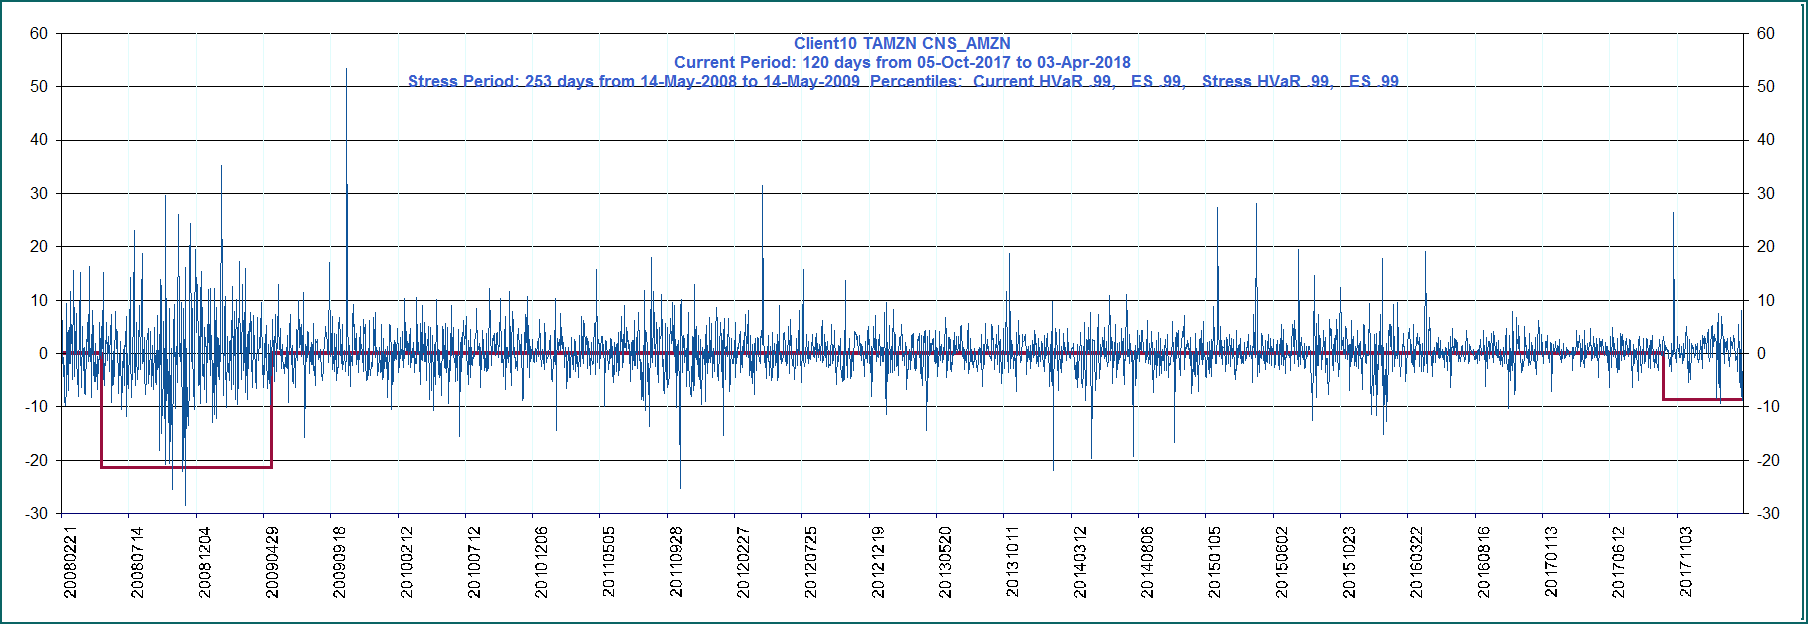 Client10 TAMZN CNS_AMZN
Current Period: 120 days from 05-Oct-2017 to 03-Apr-2018
Stress Period: 253 days from 14-May-2008 to 14-May-2009 Percentiles: Current HVaR .99, ES .99, Stress HVaR .99, ES .99
60 60
50 50
40 40
30 30
20 20
10 10
0 0
-10 -10
-20 -20
-30 -30
20080221 20080714 20081204 20090429 20090918 20100212 20100712 20101206 20110505 20110928 20120227 20120725 20121219 20130520 20131011 20140312 20140806 20150105 20150602 20151023 20160322 20160816 20170113 20170612 20171103